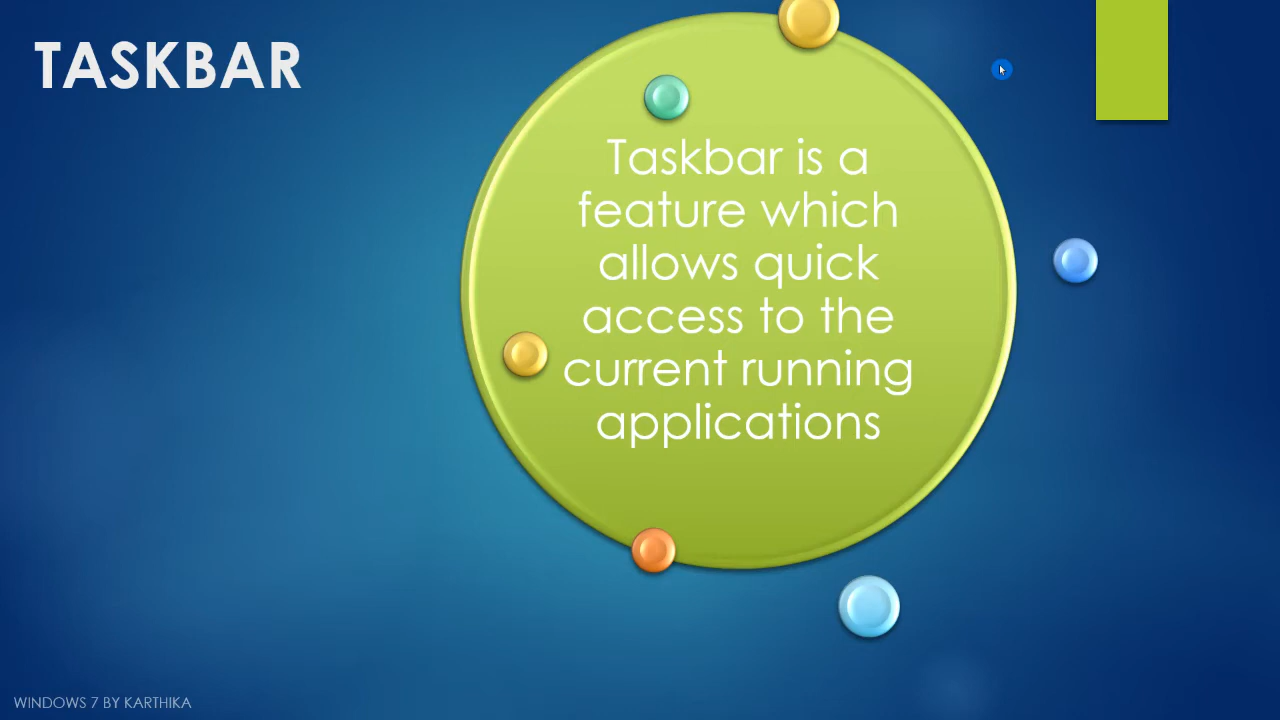 TASKBAR
Taskbar is a
feature which
allows quick
access to the
current running
applications
WINDOWS 7 BY KARTHIKA